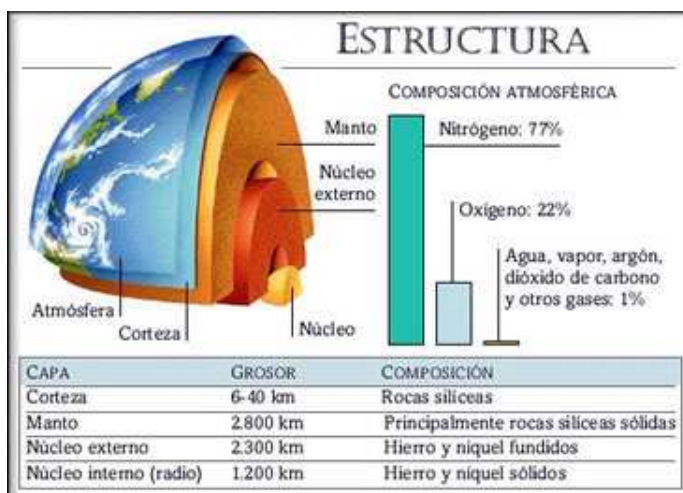 ESTRUCTURA
COMPOSICIÓN ATMOSFÉRICA
Manto
Nitrógeno: 77%
Núcleo
externo
Oxígeno: 22%
Agua, vapor, argón,
dióxido de carbono
y otros gases: 1%
Atmósfera
Corteza
Núcleo
CAPA GROSOR COMPOSICIÓN
Corteza 6-40 km Rocas silíceas
Manto 2.800 km Principalmente rocas silíceas sólidas
Núcleo externo 2.300 km Hierro y níquel fundidos
Núcleo interno (radio) 1.200 km Hierro y níquel sólidos